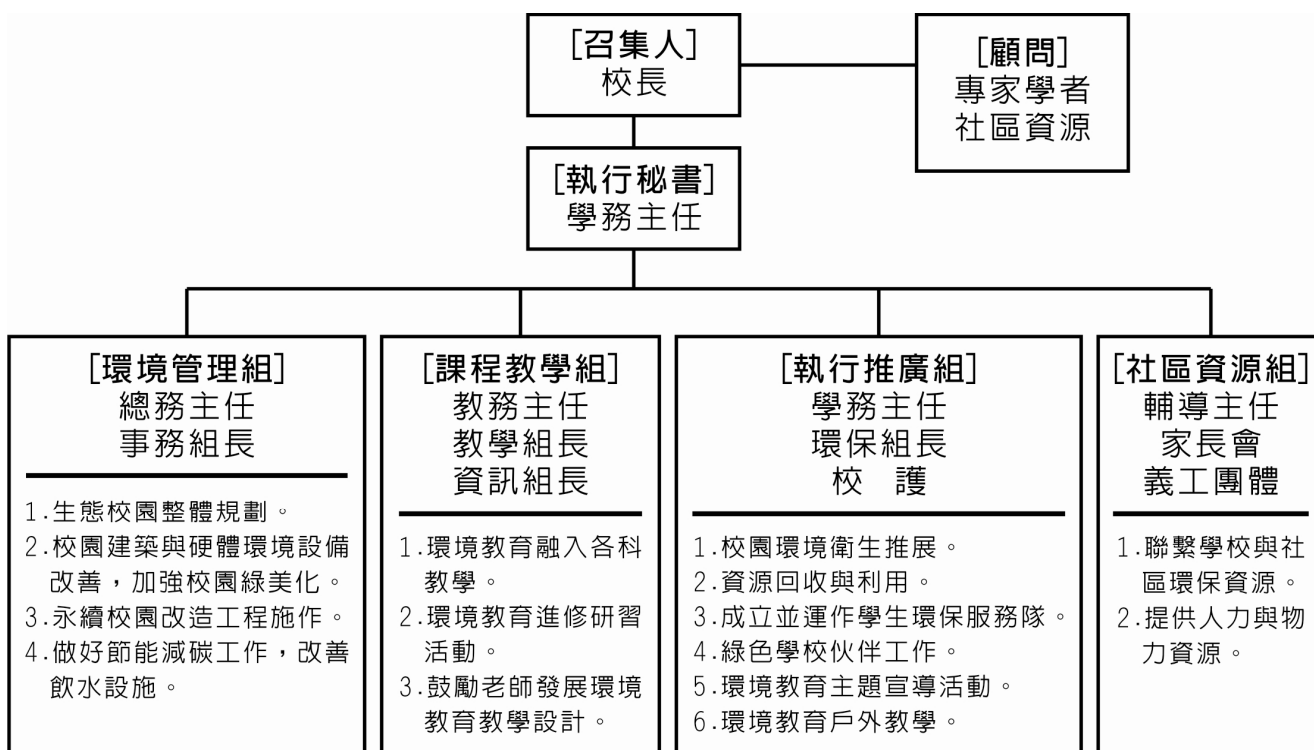 [召集人]
校長
[顧問]
專家學者
社區資源
[執行秘書]
學務主任
[環境管理組]
總務主任
事務組長
1.生態校園整體規劃。
2.校園建築與硬體環境設備
改善，加強校園綠美化。
3.永續校園改造工程施作。
4.做好節能減碳工作，改善
飲水設施。
[課程教學組]
教務主任
教學組長
資訊組長
1.環境教育融入各科
教學。
2.環境教育進修研習
活動。
3.鼓勵老師發展環境
教育教學設計。
[執行推廣組]
學務主任
環保組長
校 護
1.校園環境衛生推展。
2.資源回收與利用。
3.成立並運作學生環保服務隊。
4.綠色學校伙伴工作。
5.環境教育主題宣導活動。
6.環境教育戶外教學。
[社區資源組]
輔導主任
家長會
義工團體
1.聯繫學校與社
區環保資源。
2.提供人力與物
力資源。